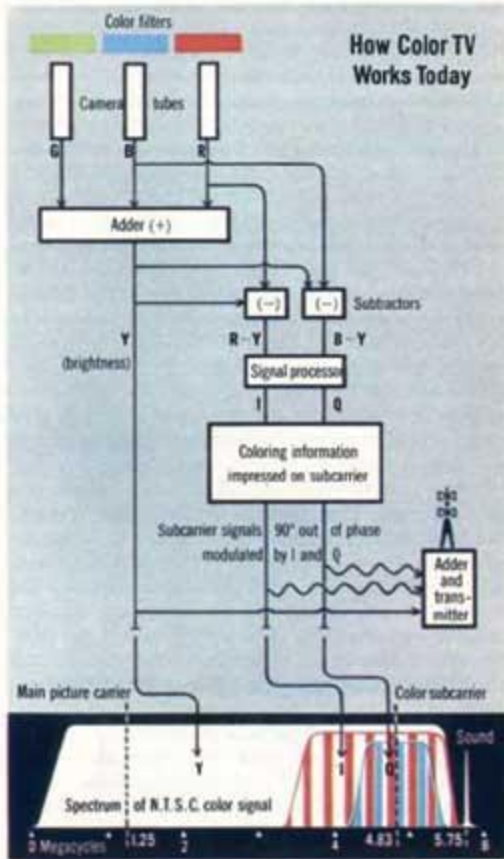 Color filters
How Color TV
Works Today
Camera tubes
G B R
Adder (+)
(−) (−) Subtractors
Y
(brightness)
R−Y B−Y
Signal processor
I Q
Coloring information
impressed on subcarrier
Subcarrier signals 90° out of phase
modulated by I and Q
Adder
and
trans-
mitter
Main picture carrier
Color subcarrier
Sound
Y I Q
Spectrum of N.T.S.C. color signal
0 Megacycles 1.25 2 4 4.83 5.75 6